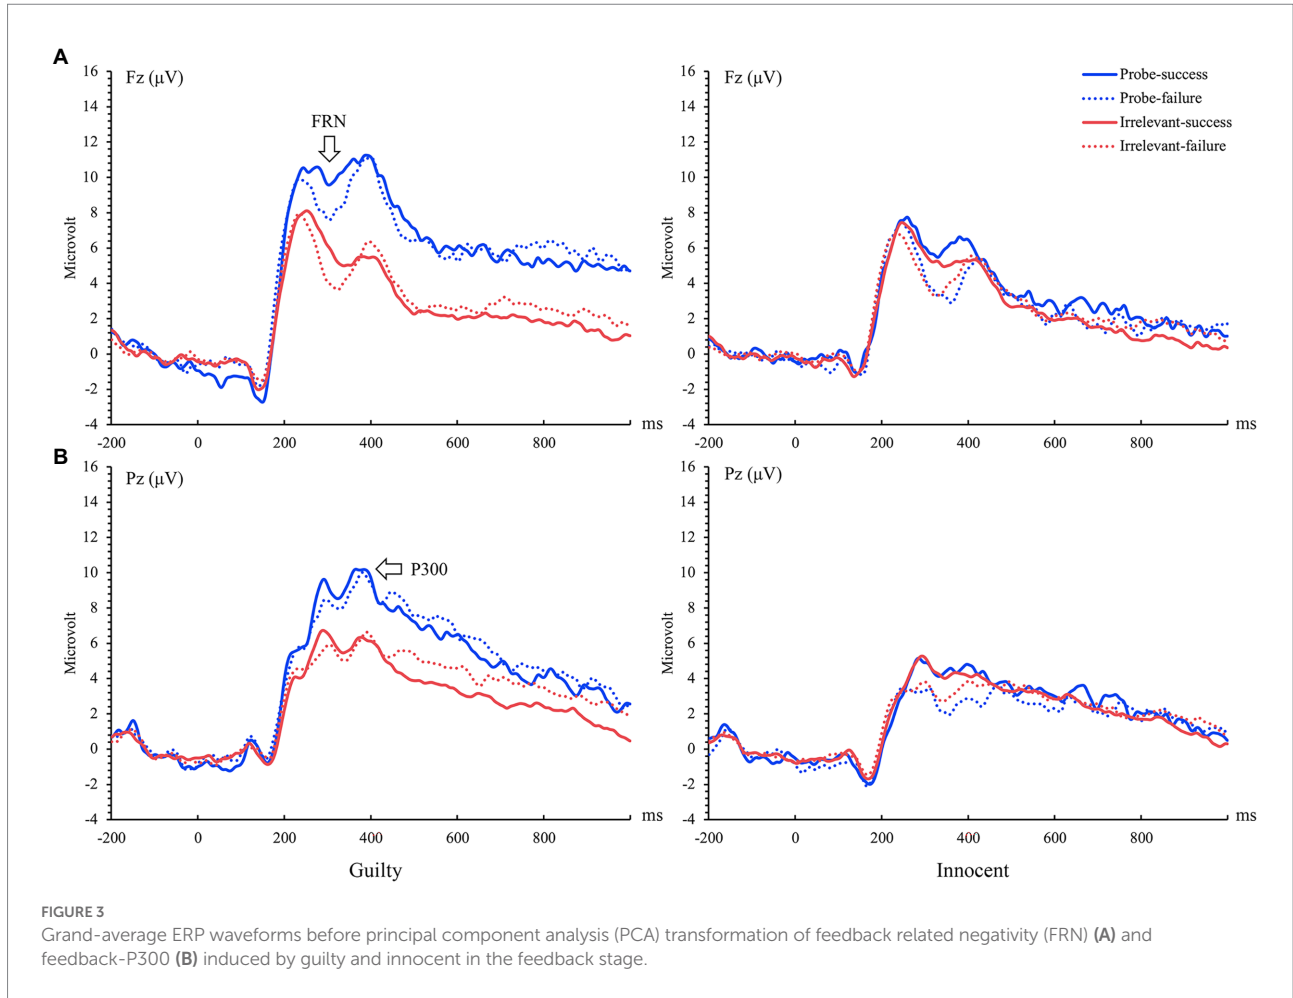 A
Fz (μV)
16
14
12
10
8
6
4
2
0
-2
-4
Microvolt
FRN
-200
0
200
400
600
800
ms
Fz (μV)
16
14
12
10
8
6
4
2
0
-2
-4
Microvolt
Probe-success
Probe-failure
Irrelevant-success
Irrelevant-failure
-200
0
200
400
600
800
ms
B
Pz (μV)
16
14
12
10
8
6
4
2
0
-2
-4
Microvolt
P300
-200
0
200
400
600
800
ms
Guilty
Pz (μV)
16
14
12
10
8
6
4
2
0
-2
-4
Microvolt
-200
0
200
400
600
800
ms
Innocent
FIGURE 3
Grand-average ERP waveforms before principal component analysis (PCA) transformation of feedback related negativity (FRN) (A) and
feedback-P300 (B) induced by guilty and innocent in the feedback stage.